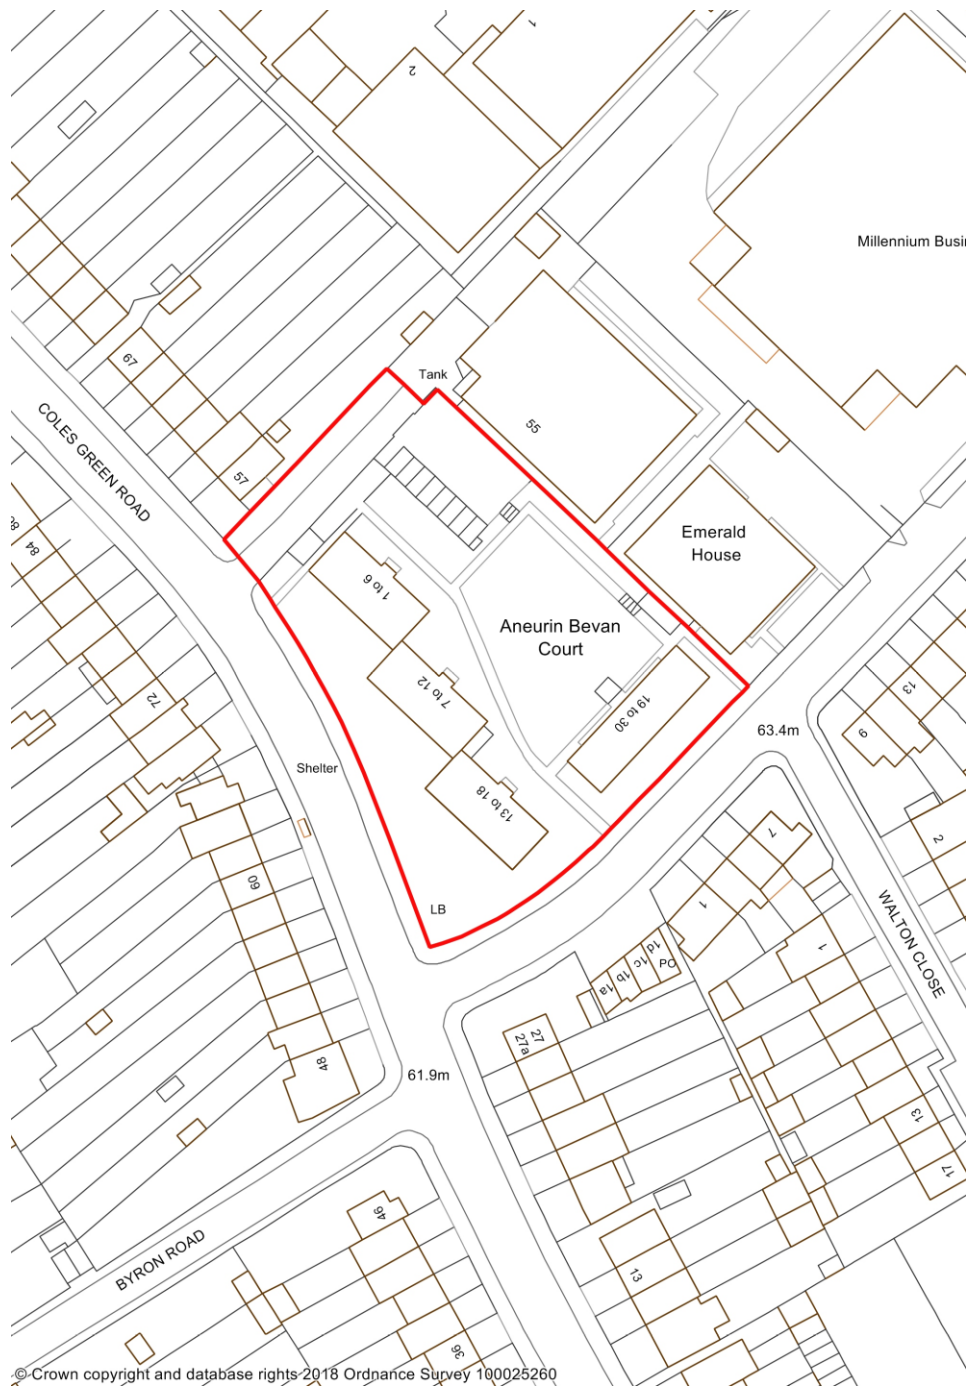 1
2
Millennium Busi
67
Tank
55
57
COLES GREEN ROAD
84
Emerald
House
1 to 6
Aneurin Bevan
Court
7 to 12
19 to 30
13
9
72
63.4m
Shelter
13 to 18
7
2
60
LB
1
WALTON CLOSE
1d
1c
1b
1a
PO
1
27
27a
48
61.9m
13
17
46
BYRON ROAD
13
36
© Crown copyright and database rights 2018 Ordnance Survey 100025260